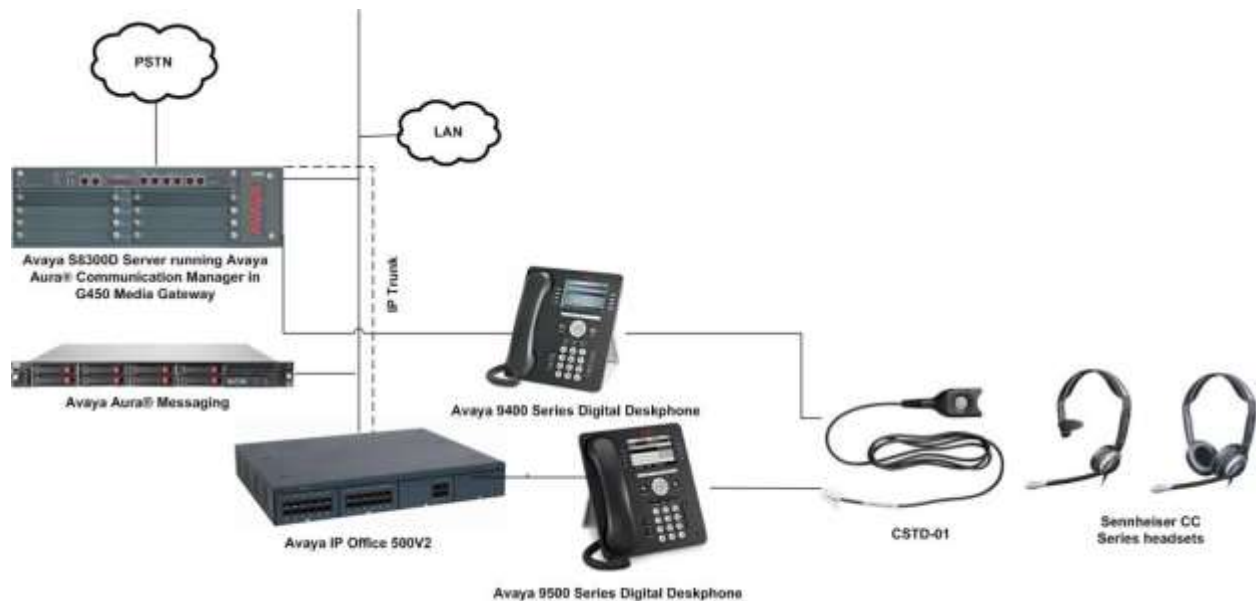 PSTN
LAN
Avaya S8300D Server running Avaya
Aura® Communication Manager in
G450 Media Gateway
IP Trunk
Avaya Aura® Messaging
Avaya 9400 Series Digital Deskphone
Avaya IP Office 500V2
CSTD-01
Sennheiser CC
Series headsets
Avaya 9500 Series Digital Deskphone